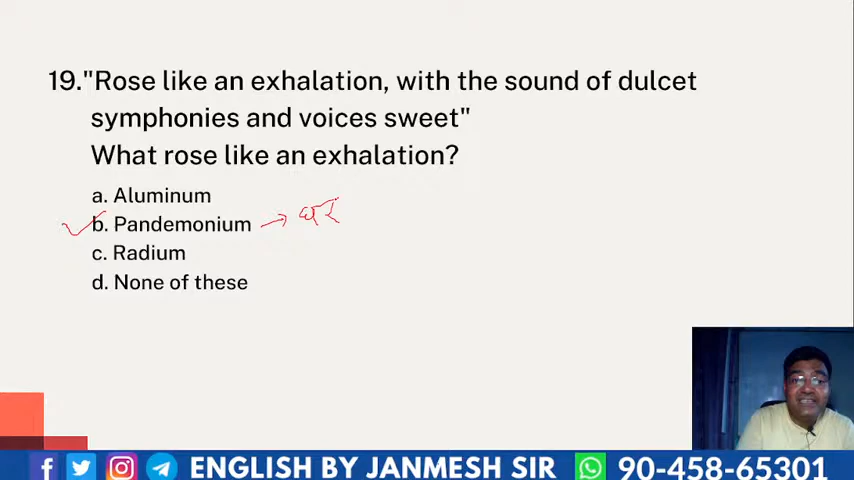 19."Rose like an exhalation, with the sound of dulcet
symphonies and voices sweet"
What rose like an exhalation?
a. Aluminum
b. Pandemonium → घर
c. Radium
d. None of these
ENGLISH BY JANMESH SIR 90-458-65301